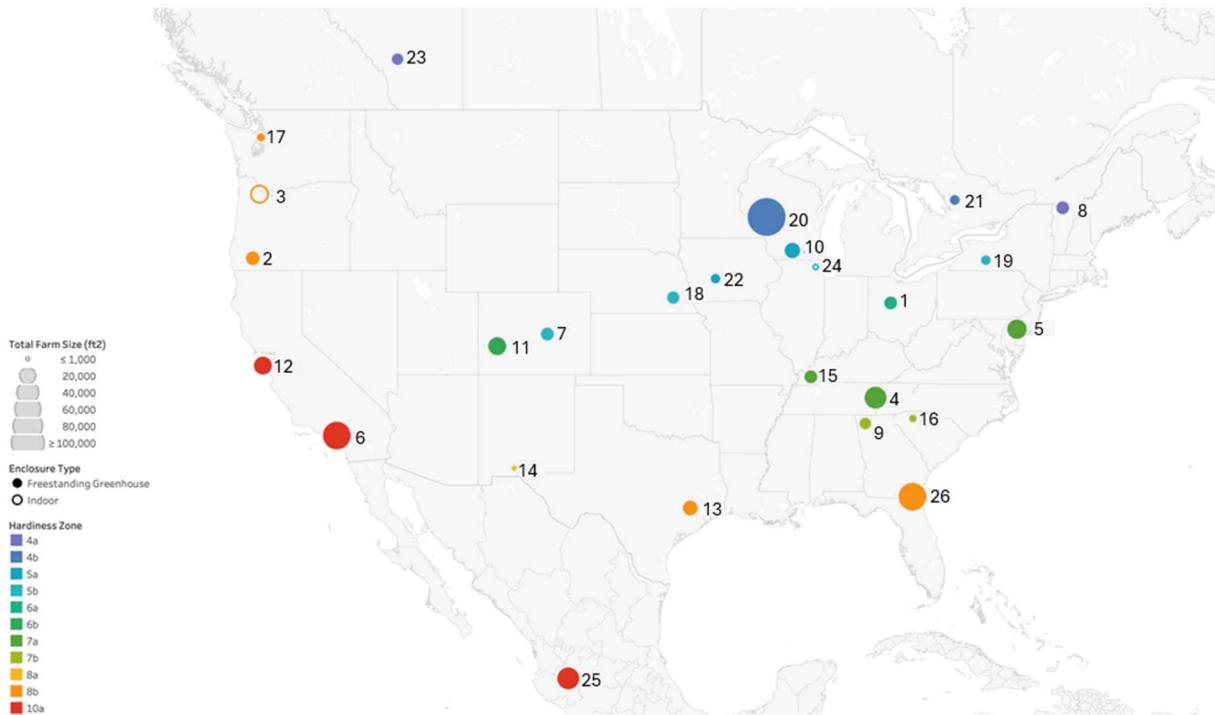 23
17
3
21
8
20
10
24
2
19
22
18
1
7
11
5
12
15
4
16
9
6
14
26
13
25
Total Farm Size (ft2)
≤ 1,000
20,000
40,000
60,000
80,000
≥ 100,000
Enclosure Type
Freestanding Greenhouse
Indoor
Hardiness Zone
4a
4b
5a
5b
6a
6b
7a
7b
8a
8b
10a